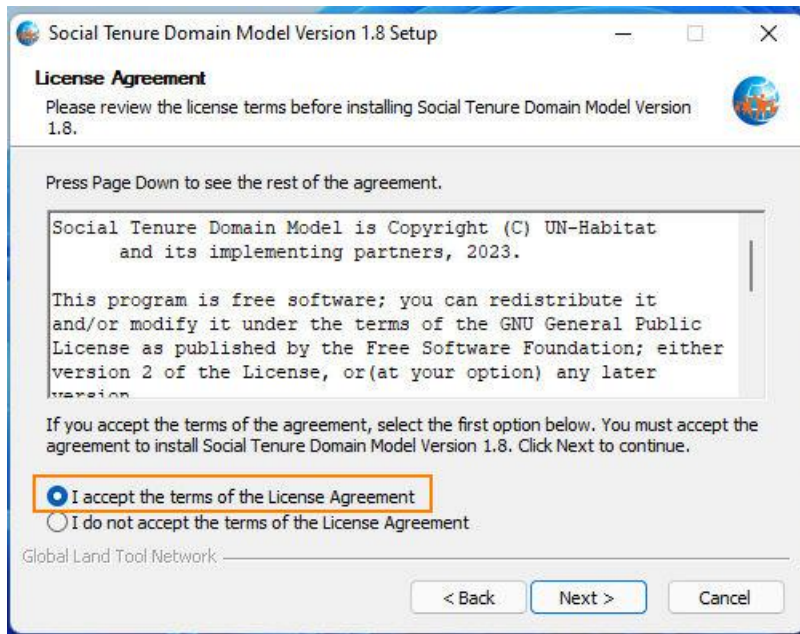 Social Tenure Domain Model Version 1.8 Setup
License Agreement
Please review the license terms before installing Social Tenure Domain Model Version
1.8.
Press Page Down to see the rest of the agreement.
Social Tenure Domain Model is Copyright (C) UN-Habitat
and its implementing partners, 2023.
This program is free software; you can redistribute it
and/or modify it under the terms of the GNU General Public
License as published by the Free Software Foundation; either
version 2 of the License, or(at your option) any later
version
If you accept the terms of the agreement, select the first option below. You must accept the
agreement to install Social Tenure Domain Model Version 1.8. Click Next to continue.
I accept the terms of the License Agreement
I do not accept the terms of the License Agreement
Global Land Tool Network
< Back Next > Cancel